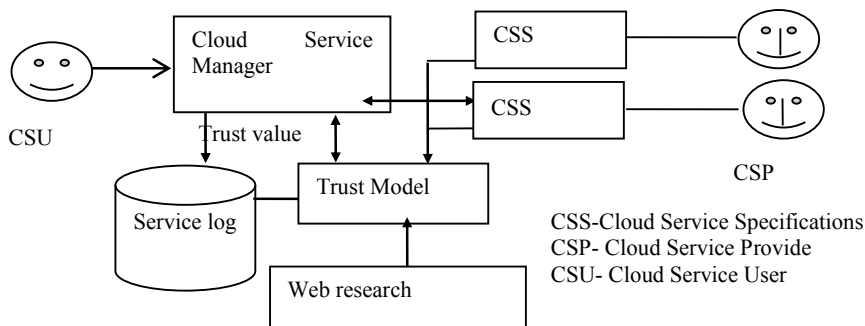 Cloud Service
Manager
CSS
CSS
CSU
Trust value
Trust Model
Service log
CSP
CSS-Cloud Service Specifications
CSP- Cloud Service Provide
CSU- Cloud Service User
Web research